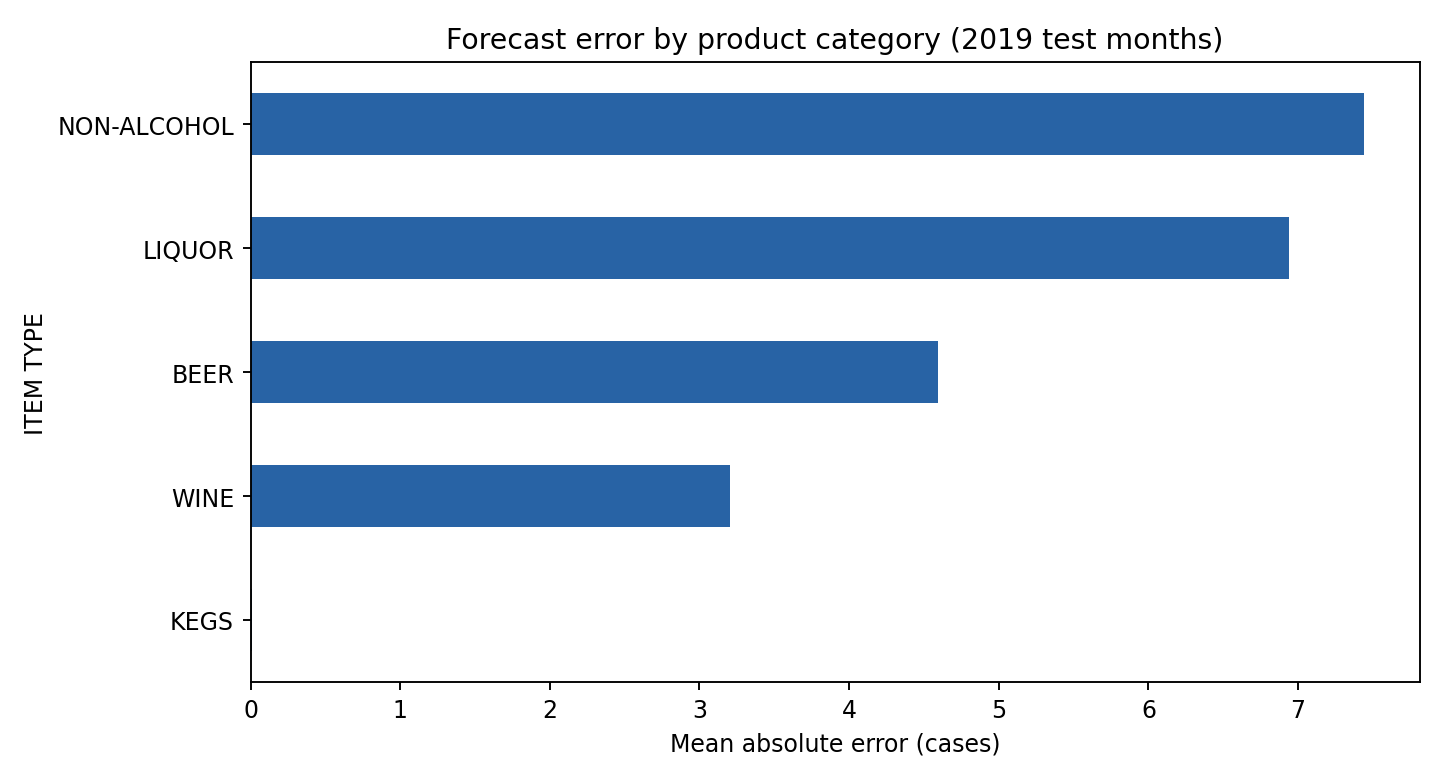 Forecast error by product category (2019 test months)
ITEM TYPE
NON-ALCOHOL
LIQUOR
BEER
WINE
KEGS
0 1 2 3 4 5 6 7
Mean absolute error (cases)